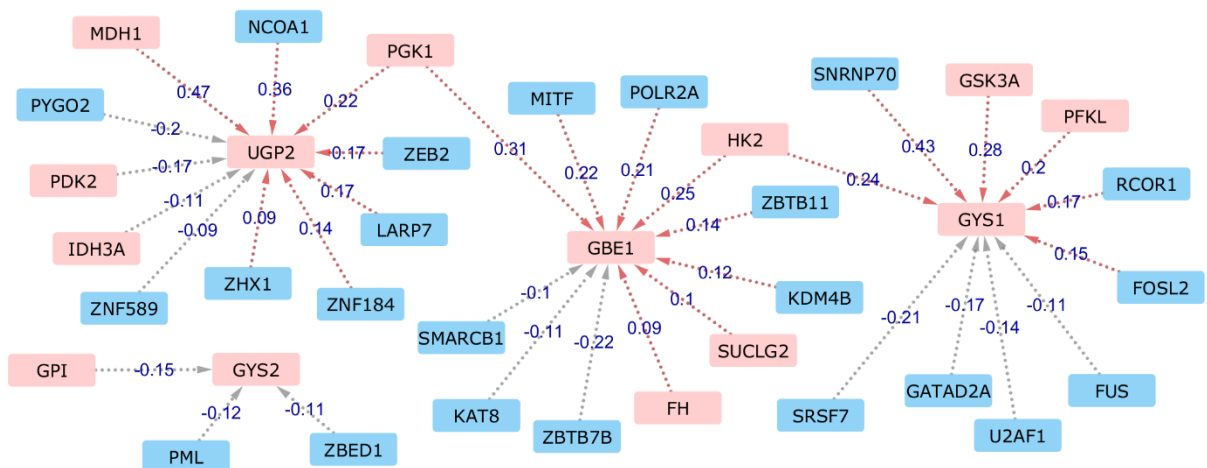 NCOA1
MDH1
PGK1
SNRNP70
GSK3A
PFKL
0.47
0.36
0.22
PYGO2
-0.2
MITF
POLR2A
HK2
0.43
0.28
0.2
UGP2
-0.17
0.17
ZEB2
0.31
0.22
0.21
0.25
0.24
PDK2
RCOR1
0.17
-0.11
0.17
LARP7
ZBTB11
0.14
GYS1
IDH3A
-0.09
0.09
0.14
GBE1
0.15
ZNF589
ZHX1
ZNF184
0.12
KDM4B
FOSL2
-0.1
0.1
SMARCB1
-0.11
-0.22
0.09
SUCLG2
-0.21
-0.17
-0.14
-0.11
GPI
-0.15
GYS2
GATAD2A
FUS
KAT8
FH
SRSF7
-0.12
-0.11
ZBTB7B
U2AF1
PML
ZBED1